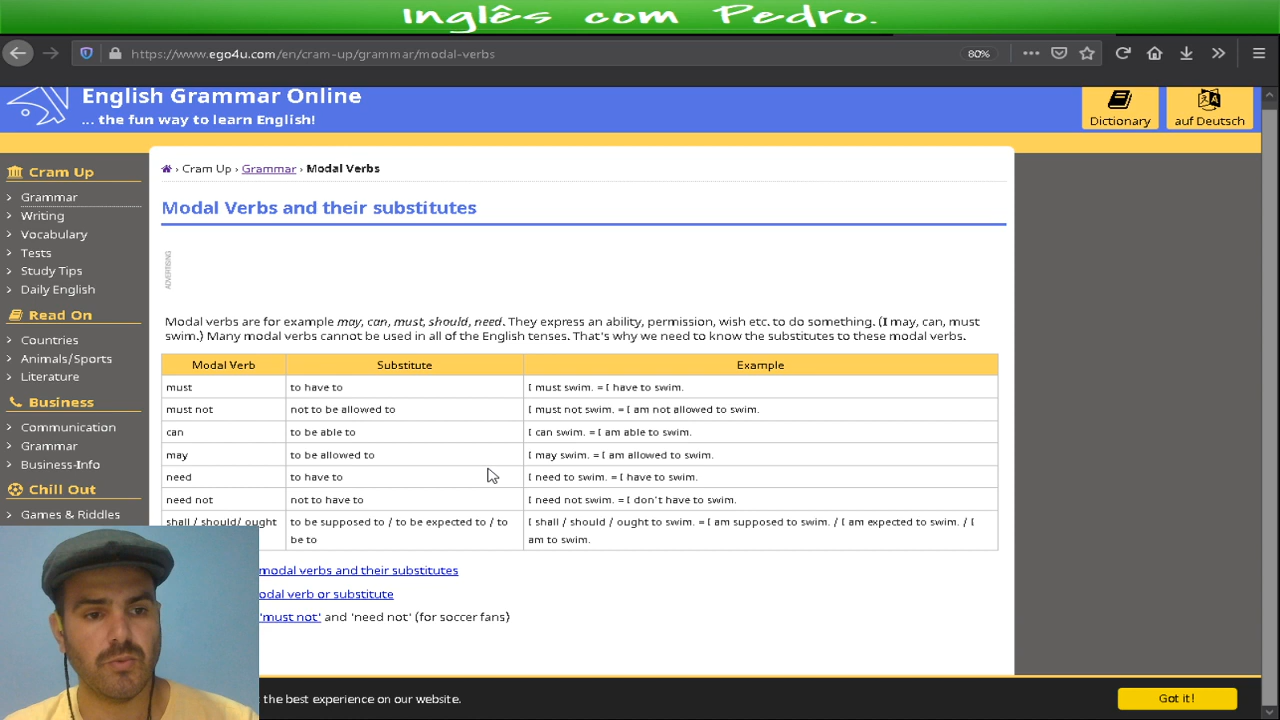 Inglês com Pedro.
https://www.ego4u.com/en/cram-up/grammar/modal-verbs
80%
English Grammar Online
... the fun way to learn English!
Dictionary
auf Deutsch
Cram Up
Grammar
Writing
Vocabulary
Tests
Study Tips
Daily English
Read On
Countries
Animals/Sports
Literature
Business
Communication
Grammar
Business-Info
Chill Out
Games & Riddles
› Cram Up › Grammar › Modal Verbs
Modal Verbs and their substitutes
ADVERTISING
Modal verbs are for example may, can, must, should, need. They express an ability, permission, wish etc. to do something. (I may, can, must
swim.) Many modal verbs cannot be used in all of the English tenses. That's why we need to know the substitutes to these modal verbs.
Modal Verb Substitute Example
must to have to I must swim. = I have to swim.
must not not to be allowed to I must not swim. = I am not allowed to swim.
can to be able to I can swim. = I am able to swim.
may to be allowed to I may swim. = I am allowed to swim.
need to have to I need to swim. = I have to swim.
need not not to have to I need not swim. = I don't have to swim.
shall / should/ ought to be supposed to / to be expected to / to I shall / should / ought to swim. = I am supposed to swim. / I am expected to swim. / I
be to am to swim.
modal verbs and their substitutes
odal verb or substitute
'must not' and 'need not' (for soccer fans)
the best experience on our website.
Got it!